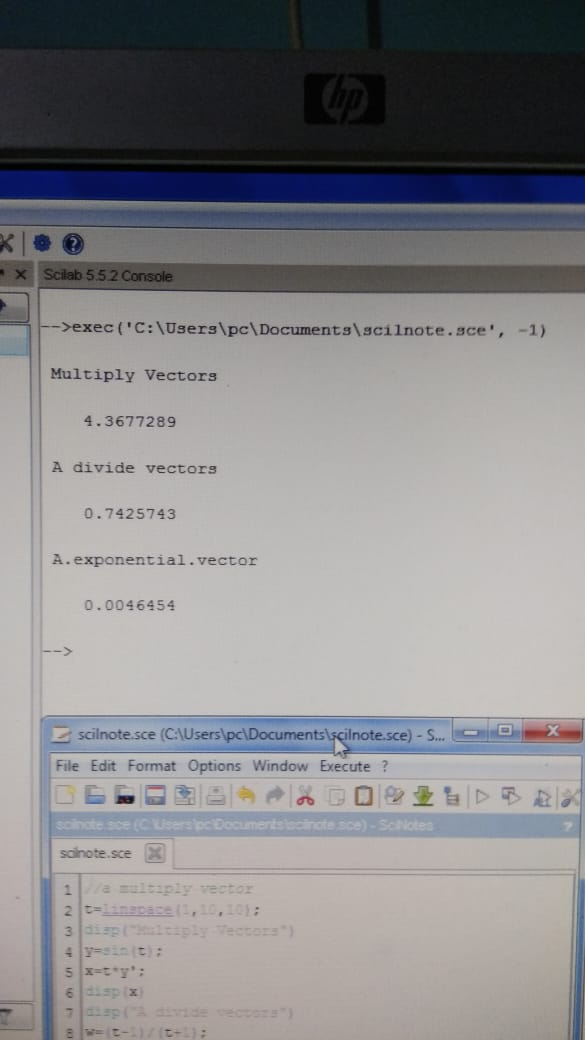 hp
Scilab 5.5.2 Console
-->exec('C:\Users\pc\Documents\scilnote.sce', -1)
Multiply Vectors
4.3677289
A divide vectors
0.7425743
A.exponential.vector
0.0046454
-->
scilnote.sce (C:\Users\pc\Documents\scilnote.sce) - S...
File Edit Format Options Window Execute ?
scilnote.sce (C:\Users\pc\Documents\scilnote.sce) - SciNotes ?
scilnote.sce
1 //a multiply vector
2 t=linspace(1,10,10);
3 disp("Multiply Vectors")
4 y=sin(t);
5 x=t*y';
6 disp(x)
7 disp("A divide vectors")
8 w=(t-1)/(t+1);